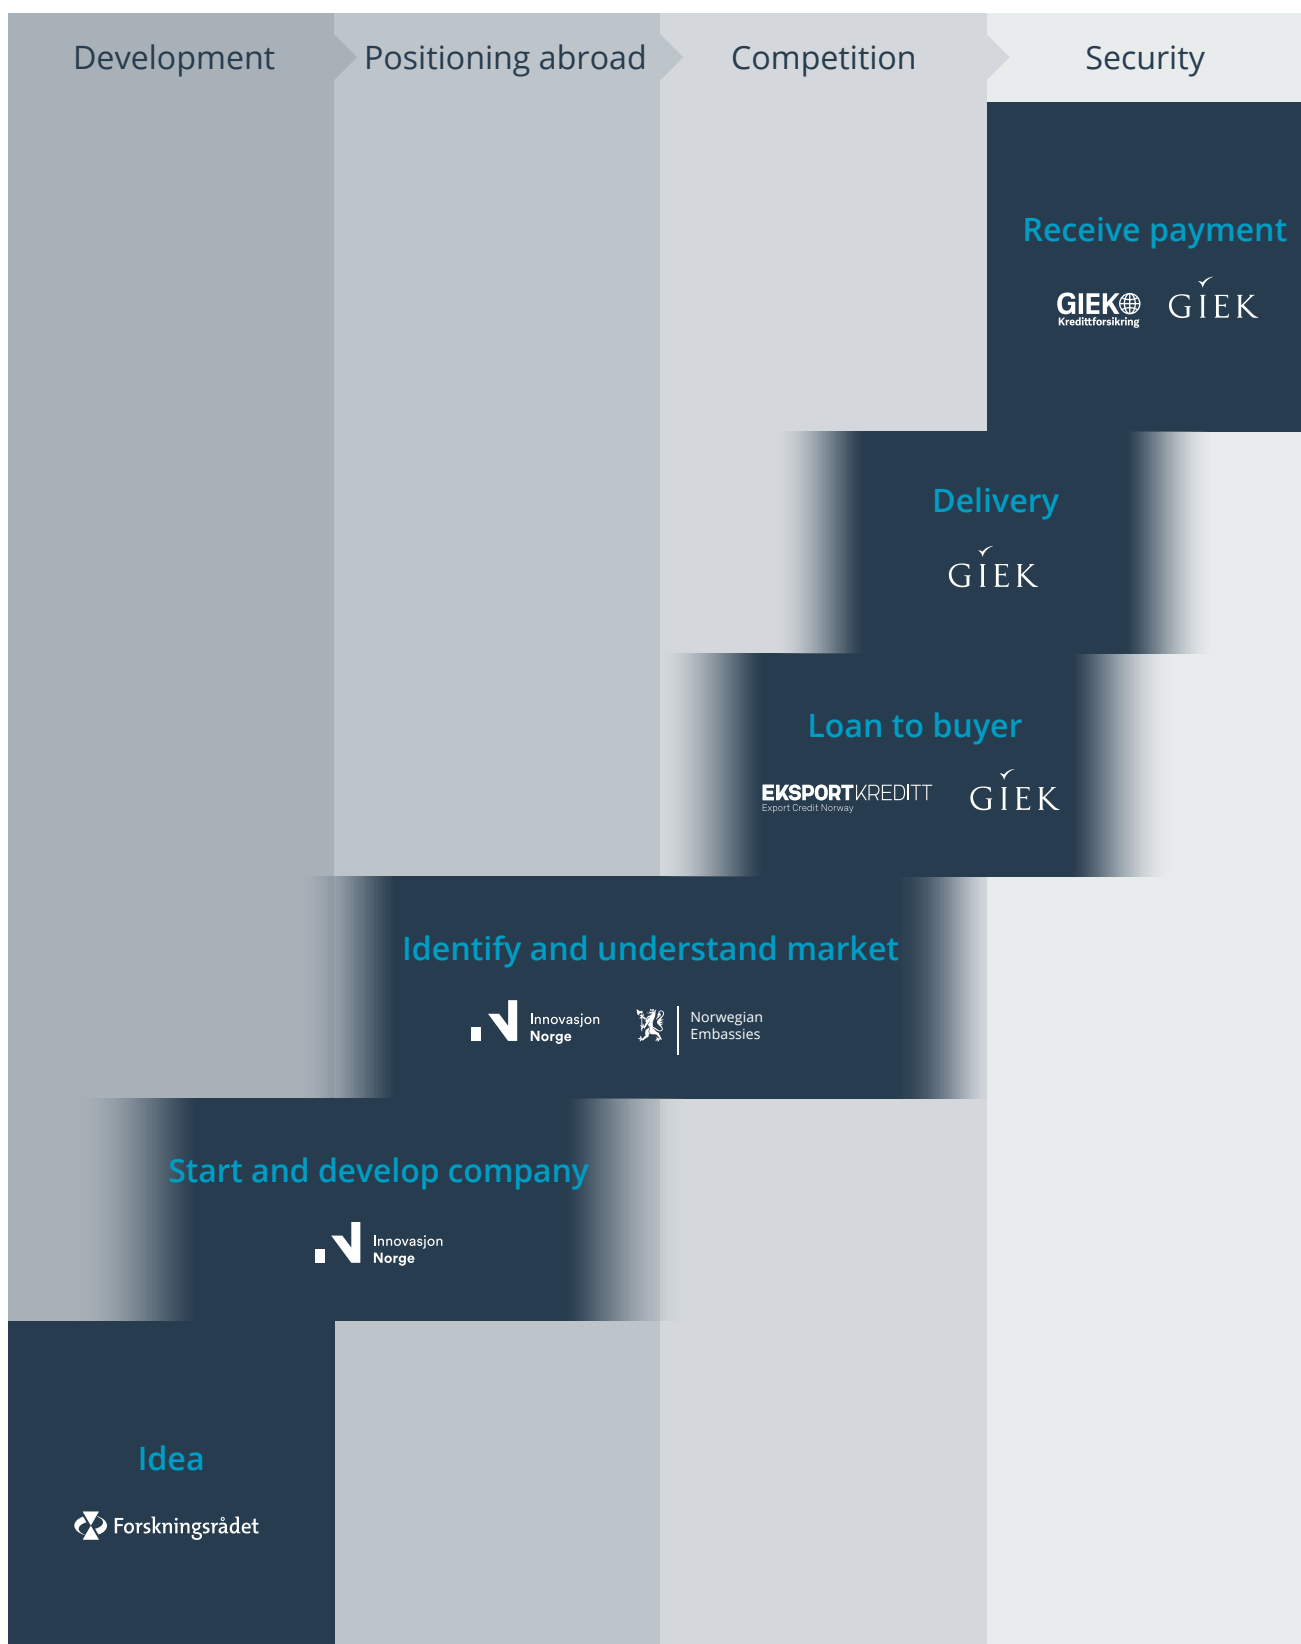 Development
Positioning abroad
Competition
Security
Receive payment
GIEK
Kredittforsikring
GIEK
Delivery
GIEK
Loan to buyer
EKSPORTKREDITT
Export Credit Norway
GIEK
Identify and understand market
Innovasjon
Norge
Norwegian
Embassies
Start and develop company
Innovasjon
Norge
Idea
Forskningsrådet